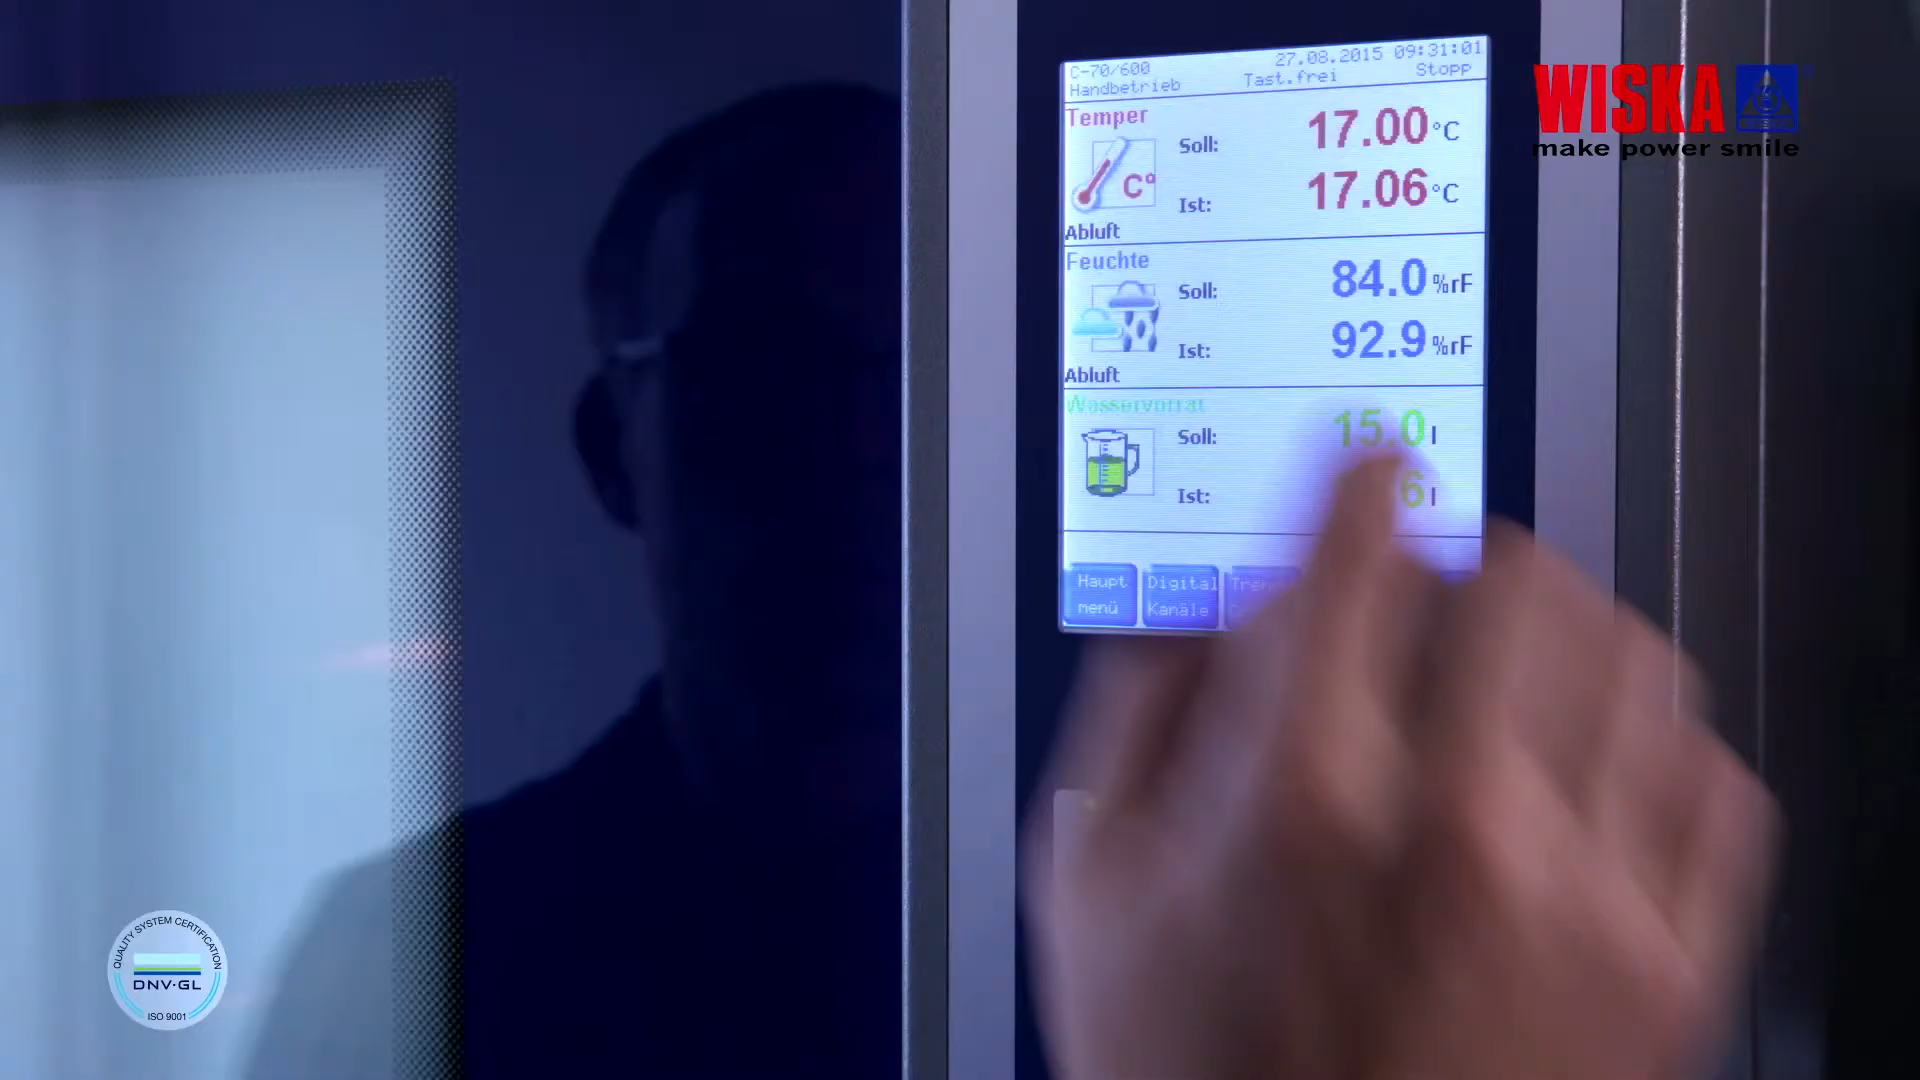 C-70/600 27.08.2015 09:31:01
Handbetrieb Tast.frei Stopp
Temper
Soll: 17.00 °C
C°
Ist: 17.06 °C
Abluft
Feuchte
Soll: 84.0 %rF
Ist: 92.9 %rF
Abluft
Wasservorrat
Soll: 15.0 l
Ist: 6 l
Haupt
menü
Digital
Kanäle
WISKA
make power smile
QUALITY SYSTEM CERTIFICATION
DNV·GL
ISO 9001